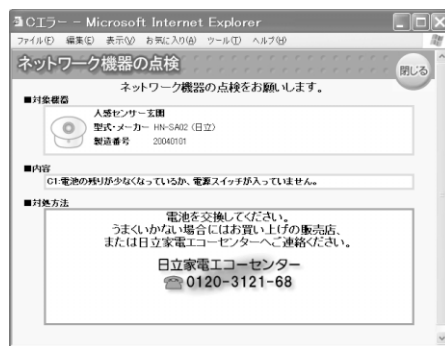 Cエラー - Microsoft Internet Explorer
ファイル(F) 編集(E) 表示(V) お気に入り(A) ツール(T) ヘルプ(H)
ネットワーク機器の点検
閉じる
ネットワーク機器の点検をお願いします。
■対象機器
人感センサー玄関
型式・メーカー HN-SA02 (日立)
製造番号 20040101
■内容
C1:電池の残りが少なくなっているか、電源スイッチが入っていません。
■対処方法
電池を交換してください。
うまくいかない場合にはお買い上げの販売店、
または日立家電エコーセンターへご連絡ください。
日立家電エコーセンター
☎0120-3121-68